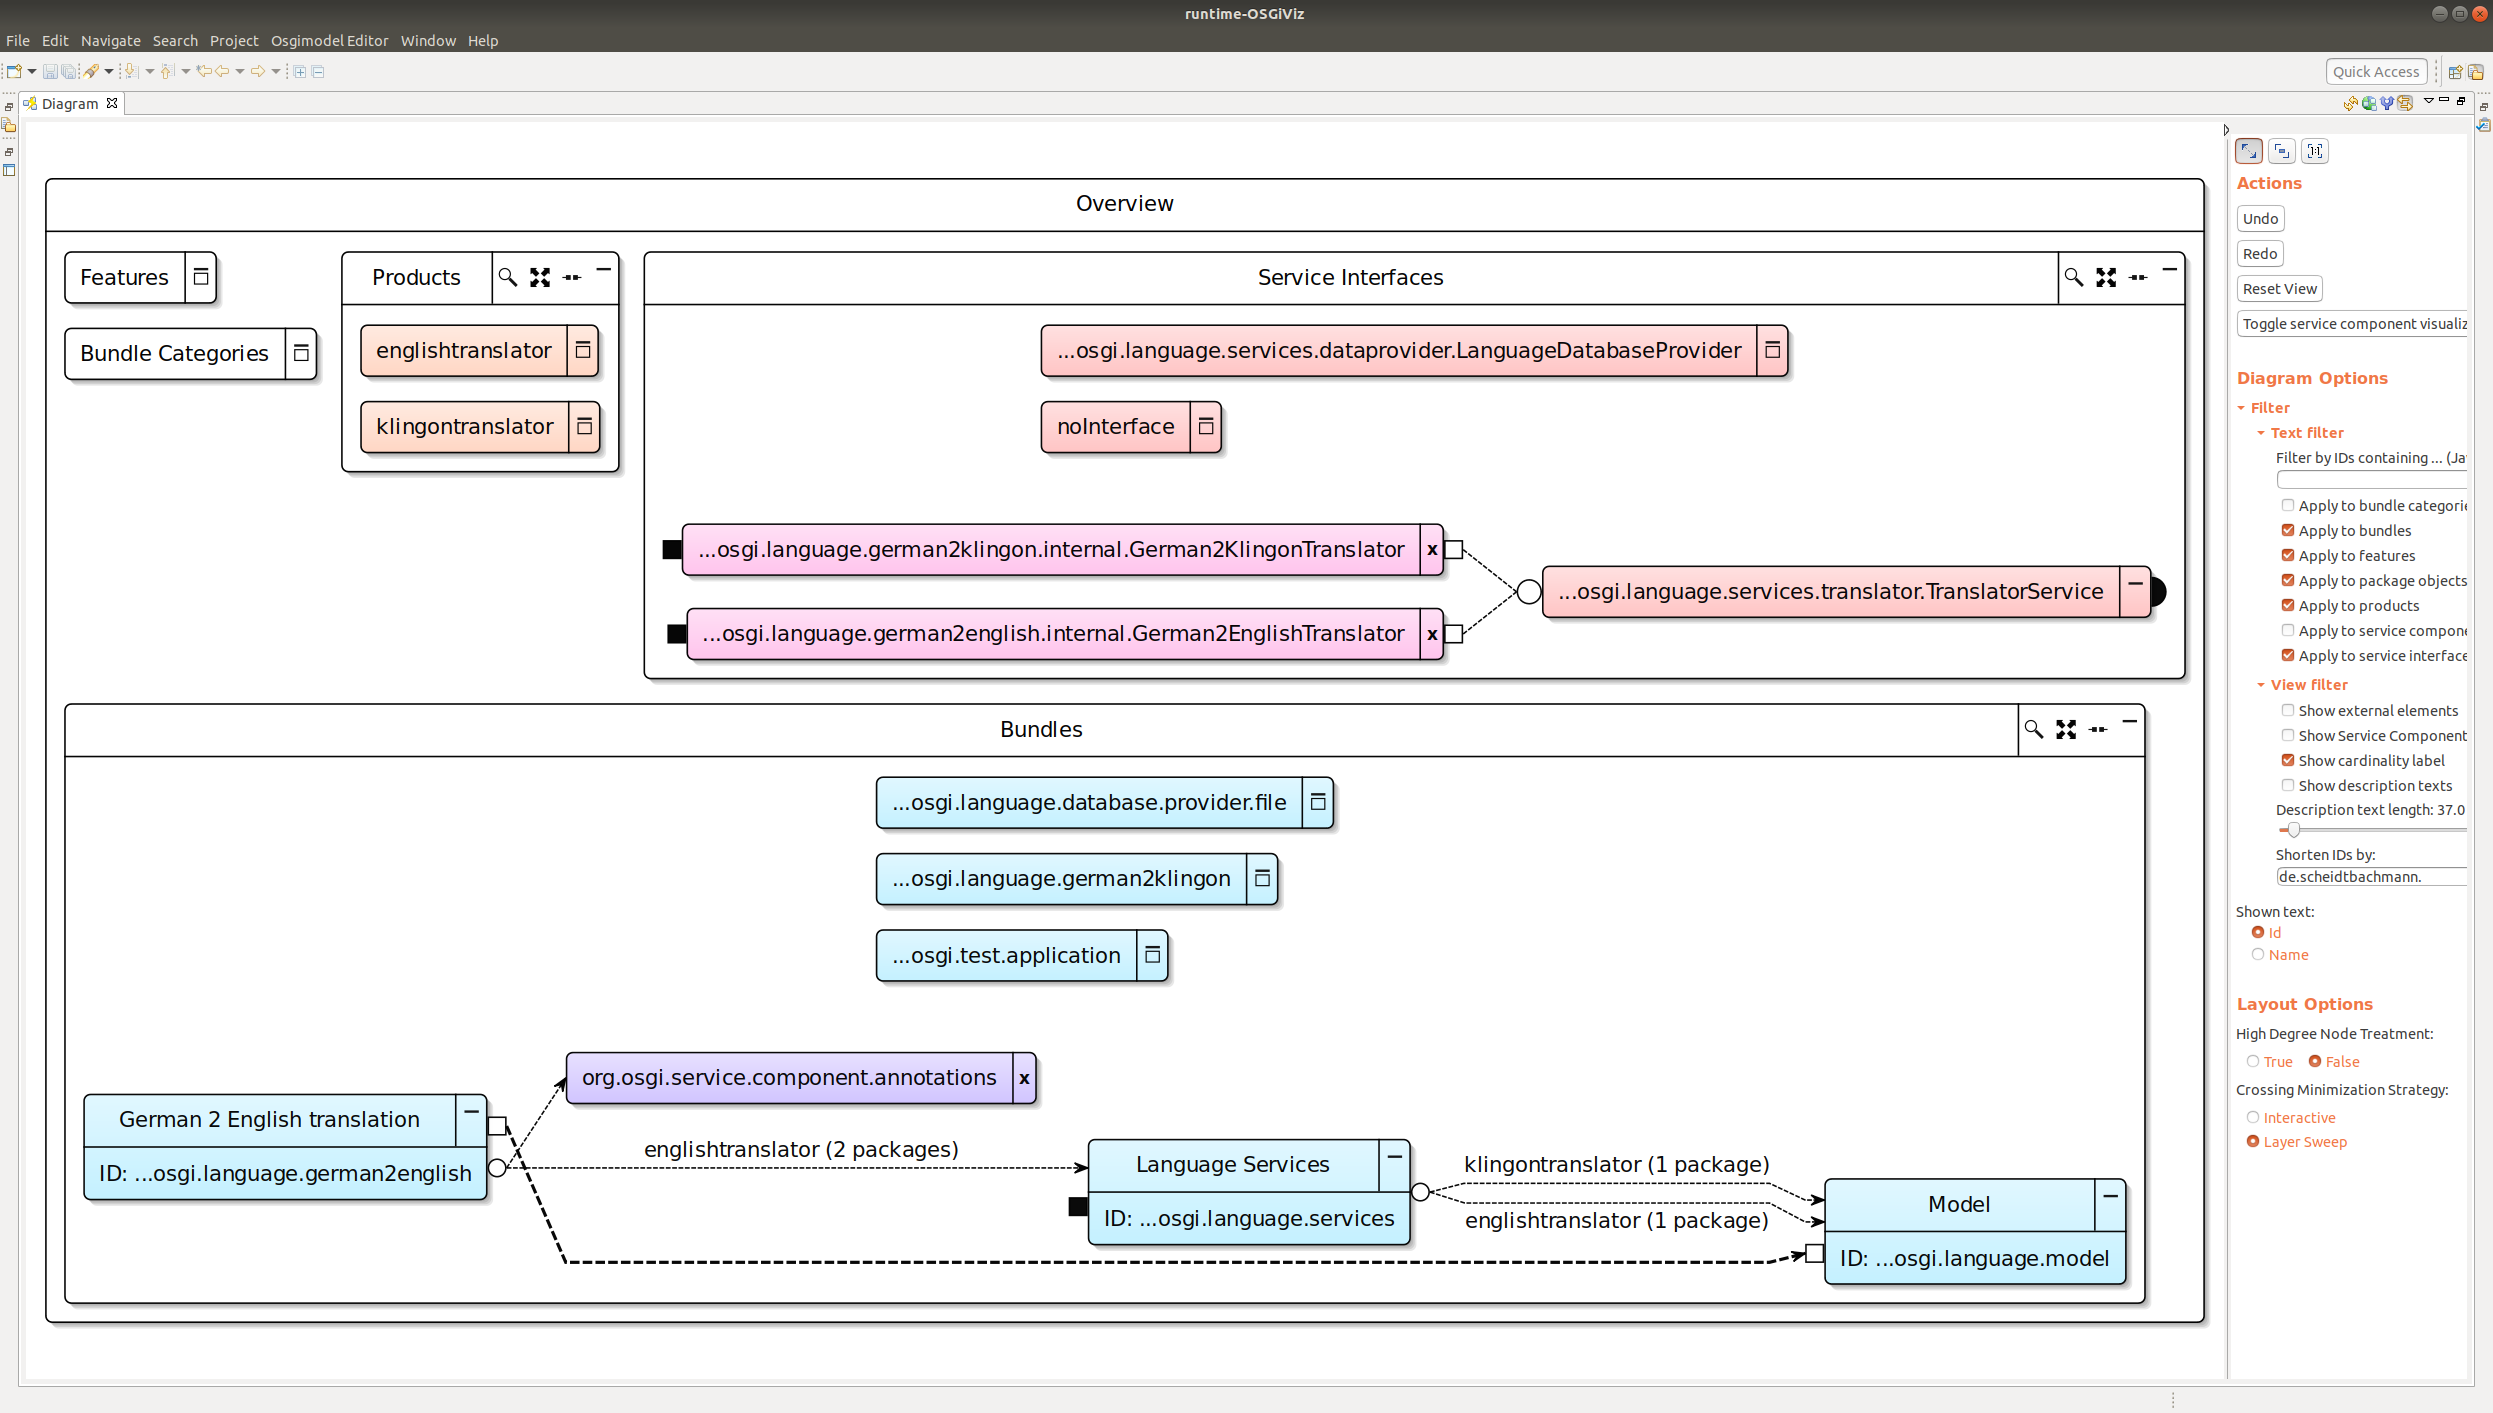 runtime-OSGiViz
File Edit Navigate Search Project Osgimodel Editor Window Help
Quick Access
Diagram
Overview
Features
Bundle Categories
Products
englishtranslator
klingontranslator
Service Interfaces
...osgi.language.services.dataprovider.LanguageDatabaseProvider
noInterface
...osgi.language.german2klingon.internal.German2KlingonTranslator x
...osgi.language.services.translator.TranslatorService
...osgi.language.german2english.internal.German2EnglishTranslator x
Bundles
...osgi.language.database.provider.file
...osgi.language.german2klingon
...osgi.test.application
org.osgi.service.component.annotations x
German 2 English translation
ID: ...osgi.language.german2english
englishtranslator (2 packages)
Language Services
ID: ...osgi.language.services
klingontranslator (1 package)
englishtranslator (1 package)
Model
ID: ...osgi.language.model
1:1
Actions
Undo
Redo
Reset View
Toggle service component visualiz
Diagram Options
Filter
Text filter
Filter by IDs containing ... (Ja
Apply to bundle categorie
Apply to bundles
Apply to features
Apply to package objects
Apply to products
Apply to service compone
Apply to service interface
View filter
Show external elements
Show Service Component
Show cardinality label
Show description texts
Description text length: 37.0
Shorten IDs by:
de.scheidtbachmann.
Shown text:
Id
Name
Layout Options
High Degree Node Treatment:
True False
Crossing Minimization Strategy:
Interactive
Layer Sweep